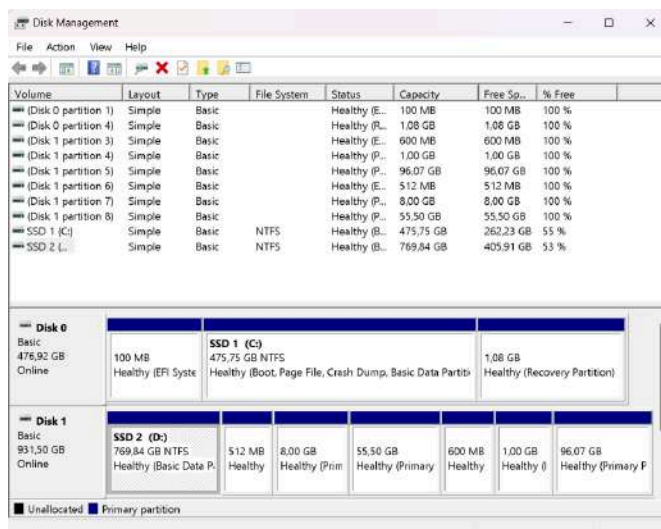 Disk Management
File Action View Help
Volume Layout Type File System Status Capacity Free Sp... % Free
(Disk 0 partition 1) Simple Basic Healthy (E... 100 MB 100 MB 100 %
(Disk 0 partition 4) Simple Basic Healthy (R... 1,08 GB 1,08 GB 100 %
(Disk 1 partition 3) Simple Basic Healthy (E... 600 MB 600 MB 100 %
(Disk 1 partition 4) Simple Basic Healthy (P... 1,00 GB 1,00 GB 100 %
(Disk 1 partition 5) Simple Basic Healthy (P... 96,07 GB 96,07 GB 100 %
(Disk 1 partition 6) Simple Basic Healthy (E... 512 MB 512 MB 100 %
(Disk 1 partition 7) Simple Basic Healthy (P... 8,00 GB 8,00 GB 100 %
(Disk 1 partition 8) Simple Basic Healthy (P... 55,50 GB 55,50 GB 100 %
SSD 1 (C:) Simple Basic NTFS Healthy (B... 475,75 GB 262,23 GB 55 %
SSD 2 (... Simple Basic NTFS Healthy (B... 769,84 GB 405,91 GB 53 %
Disk 0
Basic
476,92 GB
Online
100 MB
Healthy (EFI Syste
SSD 1 (C:)
475,75 GB NTFS
Healthy (Boot, Page File, Crash Dump, Basic Data Partiti
1,08 GB
Healthy (Recovery Partition)
Disk 1
Basic
931,50 GB
Online
SSD 2 (D:)
769,84 GB NTFS
Healthy (Basic Data P
512 MB
Healthy
8,00 GB
Healthy (Prim
55,50 GB
Healthy (Primary
600 MB
Healthy
1,00 GB
Healthy (
96,07 GB
Healthy (Primary P
Unallocated Primary partition